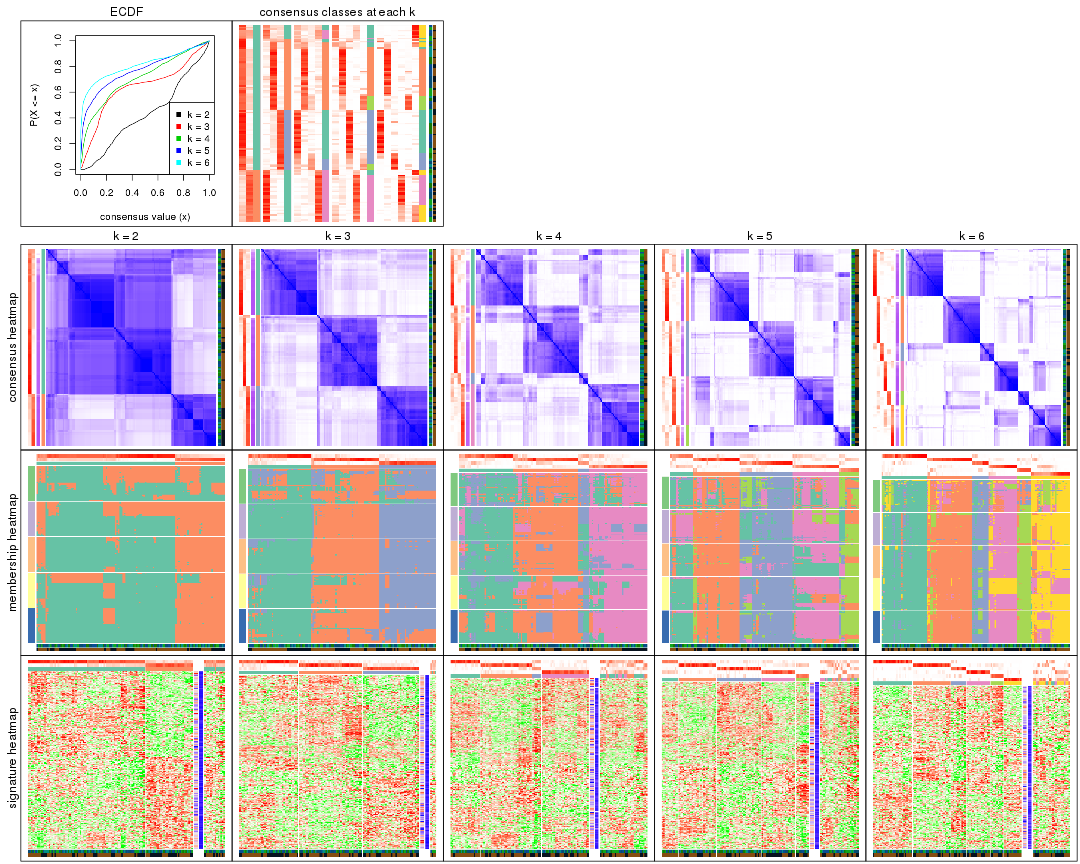 ECDF
consensus classes at each k
P(X <= x)
0.0 0.2 0.4 0.6 0.8 1.0
k = 2
k = 3
k = 4
k = 5
k = 6
0.0 0.2 0.4 0.6 0.8 1.0
consensus value (x)
k = 2 k = 3 k = 4 k = 5 k = 6
consensus heatmap
membership heatmap
signature heatmap